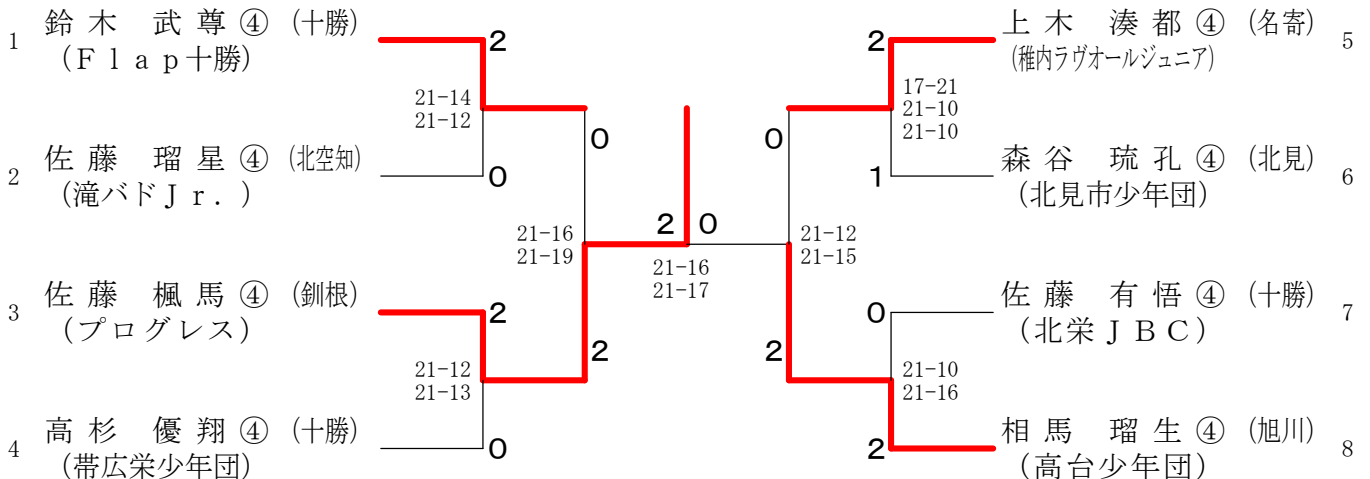 1 鈴木 武尊④ (十勝)
(Flap十勝)
2
21-14
21-12
2 佐藤 瑠星④ (北空知)
(滝バドJr.)
0
0
21-16
21-19
3 佐藤 楓馬④ (釧根)
(プログレス)
2
21-12
21-13
2
4 高杉 優翔④ (十勝)
(帯広栄少年団)
0
2 0
21-16
21-17
上木 湊都④ (名寄) 5
(稚内ラヴオールジュニア)
2
17-21
21-10
21-10
0
森谷 琉孔④ (北見) 6
(北見市少年団)
1
21-12
21-15
佐藤 有悟④ (十勝) 7
(北栄JBC)
0
2
21-10
21-16
相馬 瑠生④ (旭川) 8
(高台少年団)
2